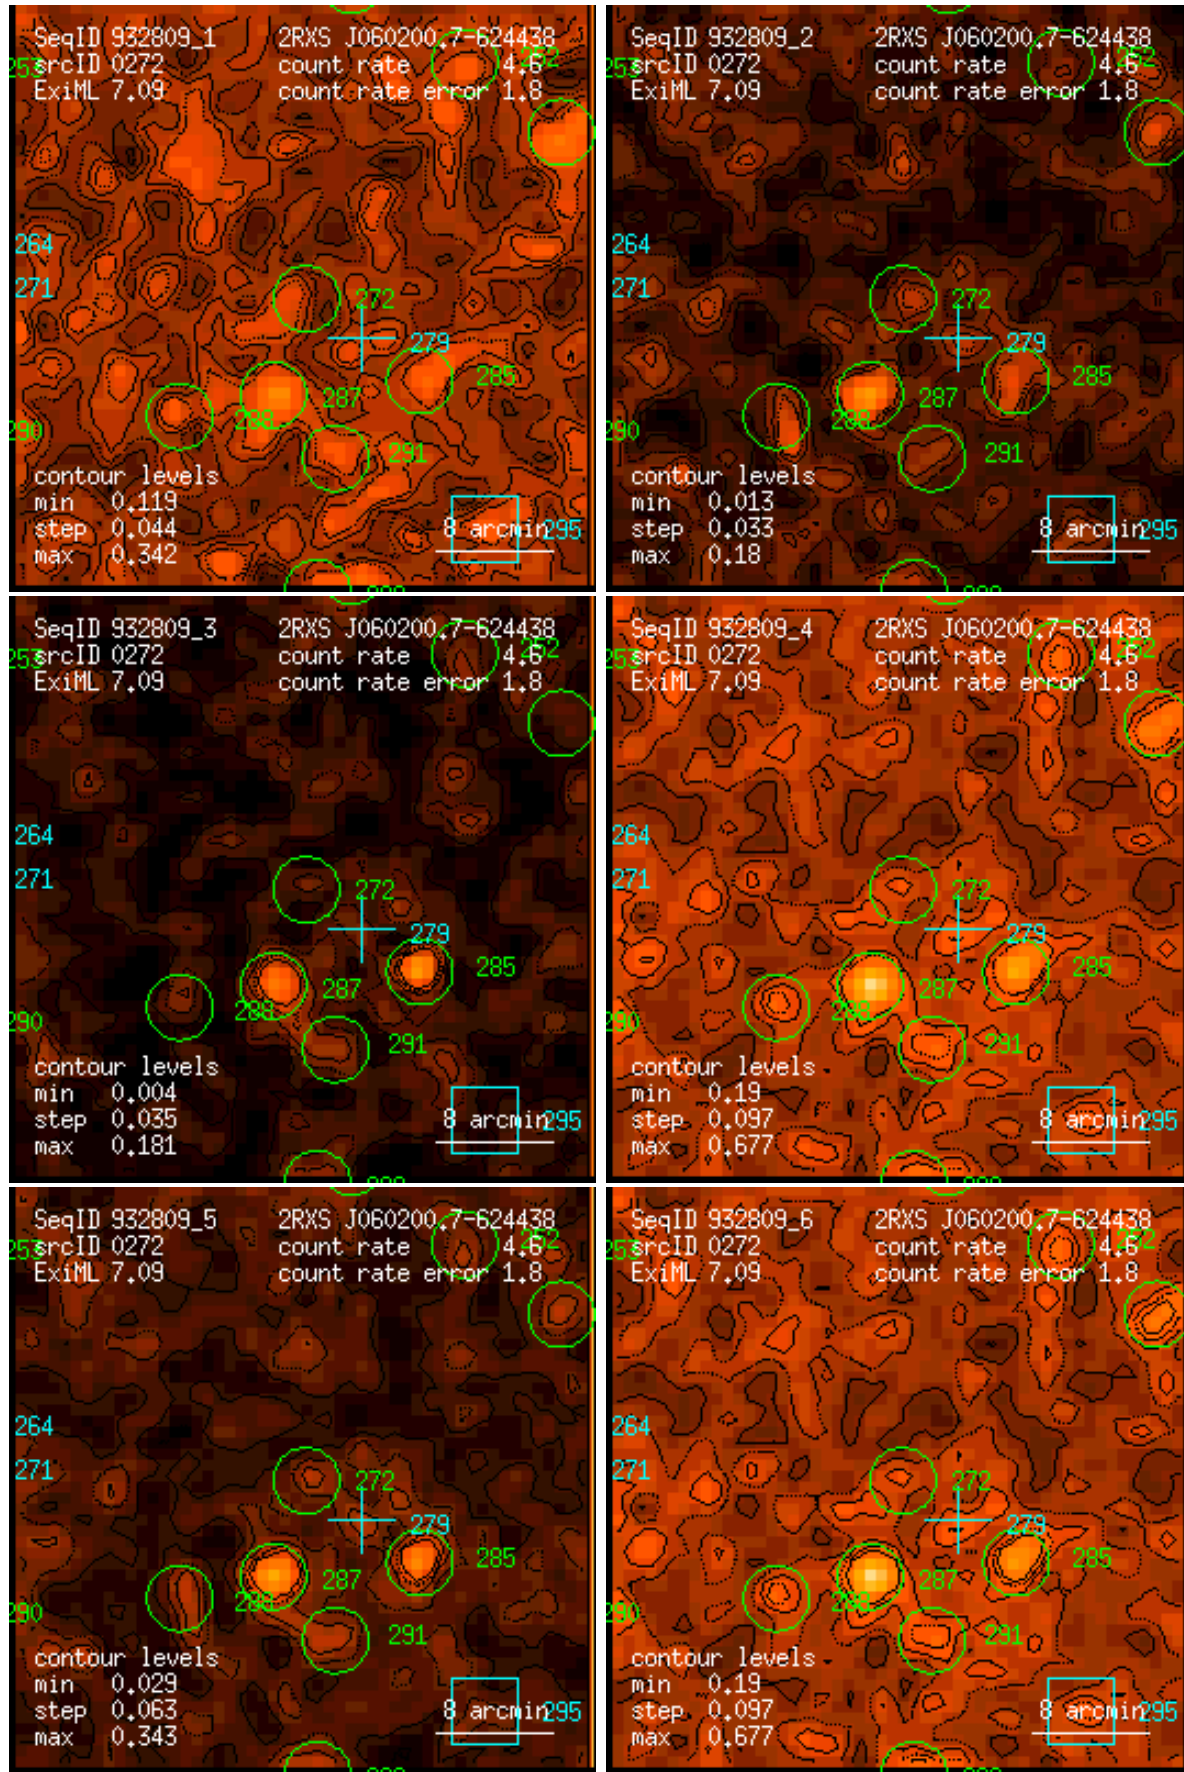 SeqID 932809_1 2RXS J060200.7-624438
253 srcID 0272 count rate 4.6 252
ExiML 7.09 count rate error 1.8
264
271 272
279
285
287
288
290
291
contour levels
min 0.119
step 0.044 8 arcmin 295
max 0.342
SeqID 932809_2 2RXS J060200.7-624438
253 srcID 0272 count rate 4.6 252
ExiML 7.09 count rate error 1.8
264
271 272
279
285
287
288
290
291
contour levels
min 0.013
step 0.033 8 arcmin 295
max 0.18
SeqID 932809_3 2RXS J060200.7-624438
253 srcID 0272 count rate 4.6 252
ExiML 7.09 count rate error 1.8
264
271 272
279
285
287
288
290
291
contour levels
min 0.004
step 0.035 8 arcmin 295
max 0.181
SeqID 932809_4 2RXS J060200.7-624438
253 srcID 0272 count rate 4.6 252
ExiML 7.09 count rate error 1.8
264
271 272
279
285
287
288
290
291
contour levels
min 0.19
step 0.097 8 arcmin 295
max 0.677
SeqID 932809_5 2RXS J060200.7-624438
253 srcID 0272 count rate 4.6 252
ExiML 7.09 count rate error 1.8
264
271 272
279
285
287
288
290
291
contour levels
min 0.029
step 0.063 8 arcmin 295
max 0.343
SeqID 932809_6 2RXS J060200.7-624438
253 srcID 0272 count rate 4.6 252
ExiML 7.09 count rate error 1.8
264
271 272
279
285
287
288
290
291
contour levels
min 0.19
step 0.097 8 arcmin 295
max 0.677